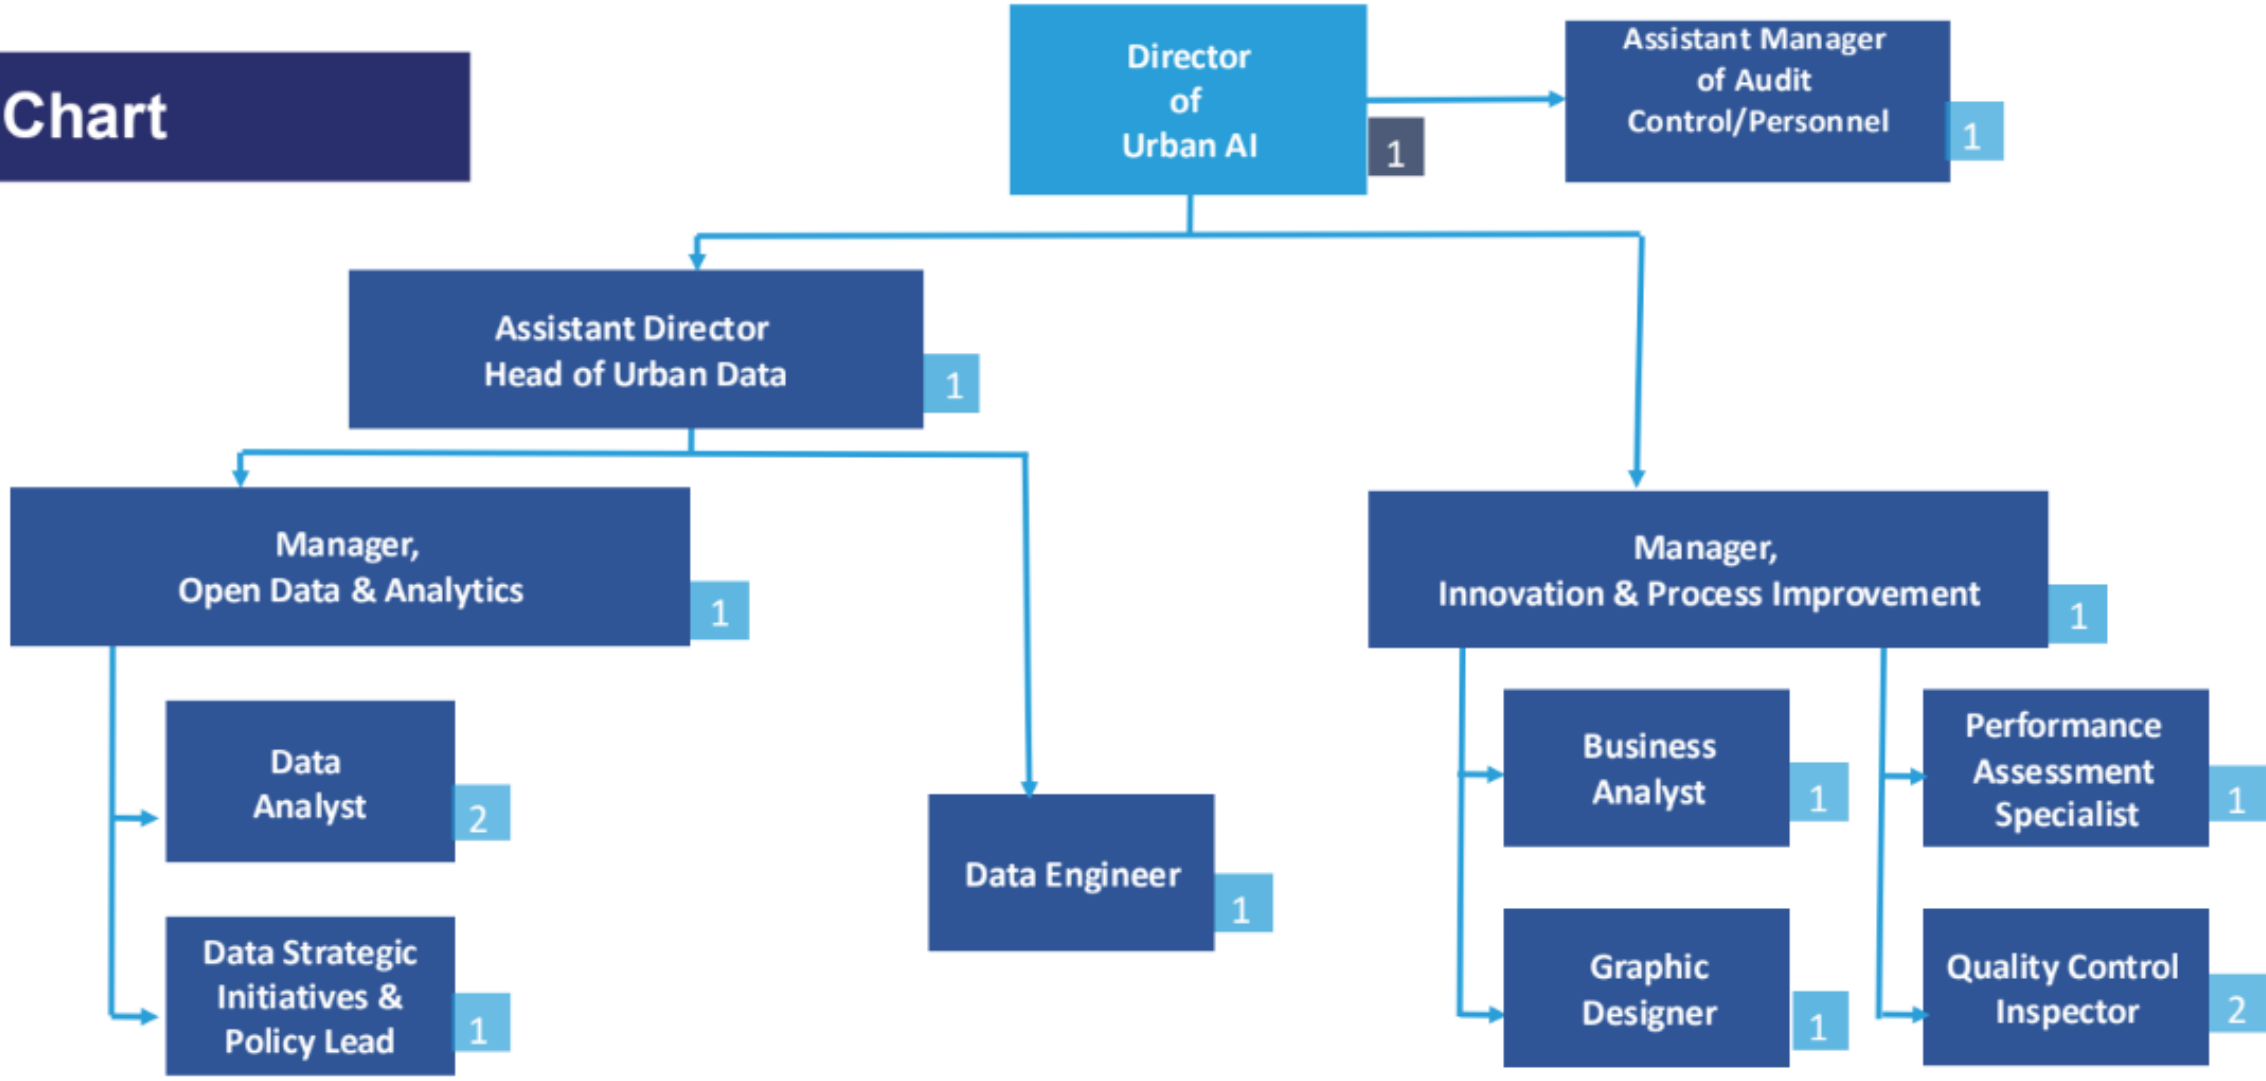 Chart
Director
of
Urban AI
1
Assistant Manager
of Audit
Control/Personnel
1
Assistant Director
Head of Urban Data
1
Manager,
Open Data & Analytics
1
Manager,
Innovation & Process Improvement
1
Data
Analyst
2
Data Strategic
Initiatives &
Policy Lead
1
Data Engineer
1
Business
Analyst
1
Graphic
Designer
1
Performance
Assessment
Specialist
1
Quality Control
Inspector
2